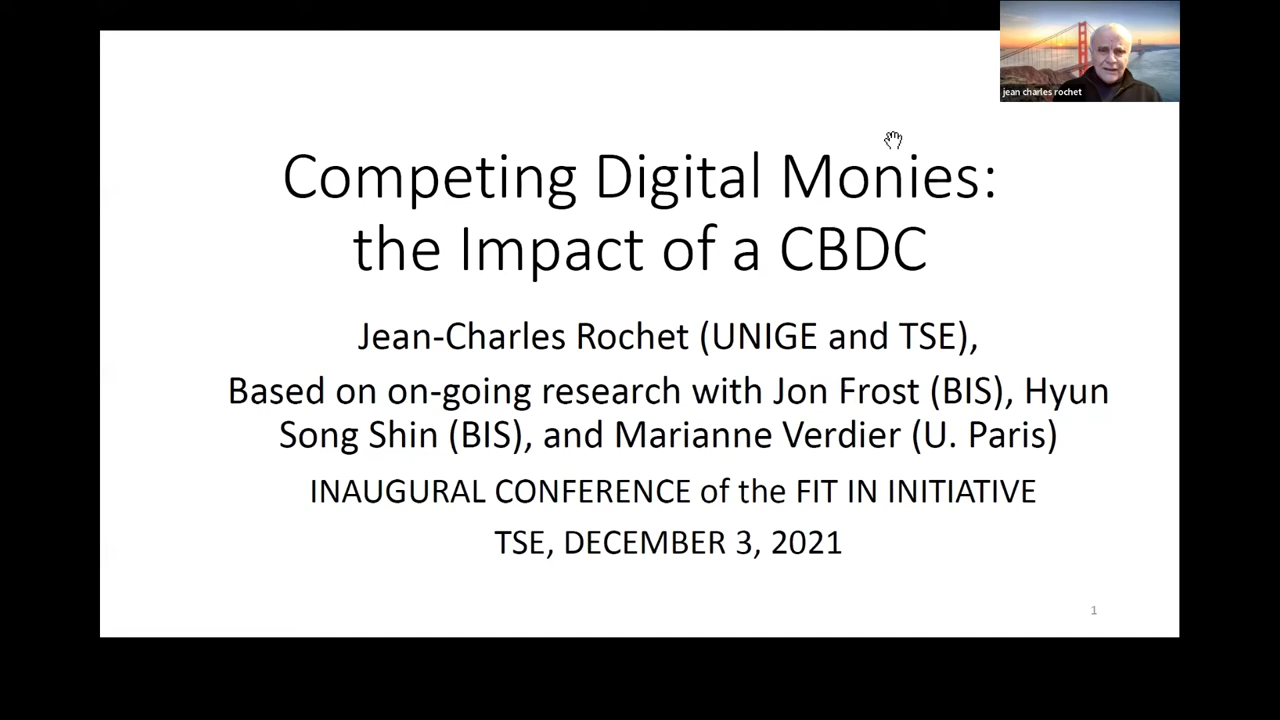 jean charles rochet
Competing Digital Monies:
the Impact of a CBDC
Jean-Charles Rochet (UNIGE and TSE),
Based on on-going research with Jon Frost (BIS), Hyun
Song Shin (BIS), and Marianne Verdier (U. Paris)
INAUGURAL CONFERENCE of the FIT IN INITIATIVE
TSE, DECEMBER 3, 2021
1